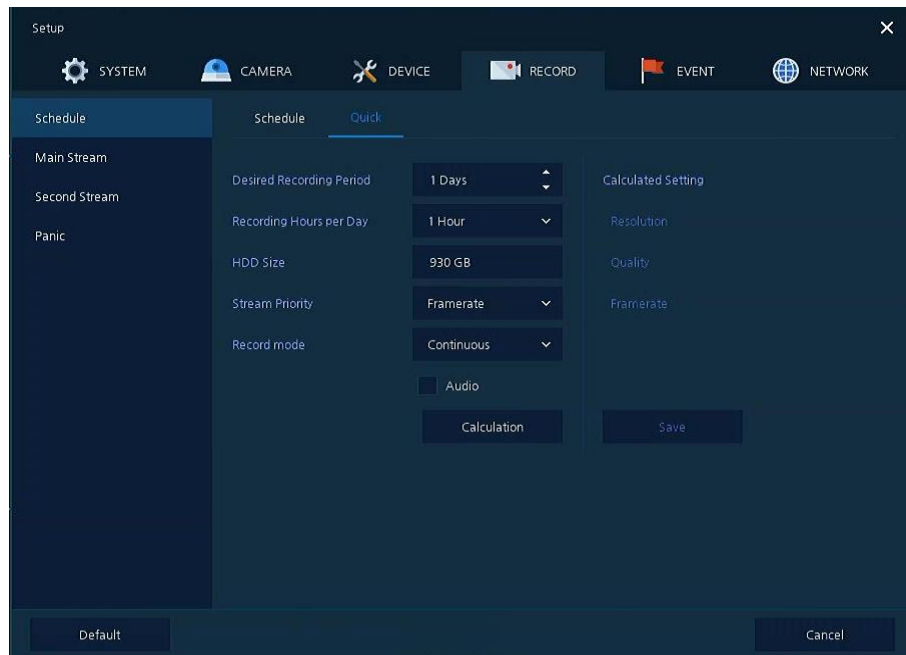 Setup
SYSTEM CAMERA DEVICE RECORD EVENT NETWORK
Schedule
Main Stream
Second Stream
Panic
Schedule Quick
Desired Recording Period 1 Days
Recording Hours per Day 1 Hour
HDD Size 930 GB
Stream Priority Framerate
Record mode Continuous
Audio
Calculation
Calculated Setting
Resolution
Quality
Framerate
Save
Default Cancel